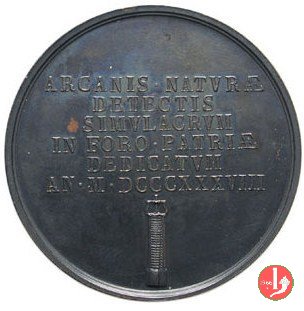 ARCANIS · NATVRÆ
DETECTIS
SIMVLACRVM
IN FORO · PATRIÆ
DEDICATVM
AN · M · DCCCXXXVIII